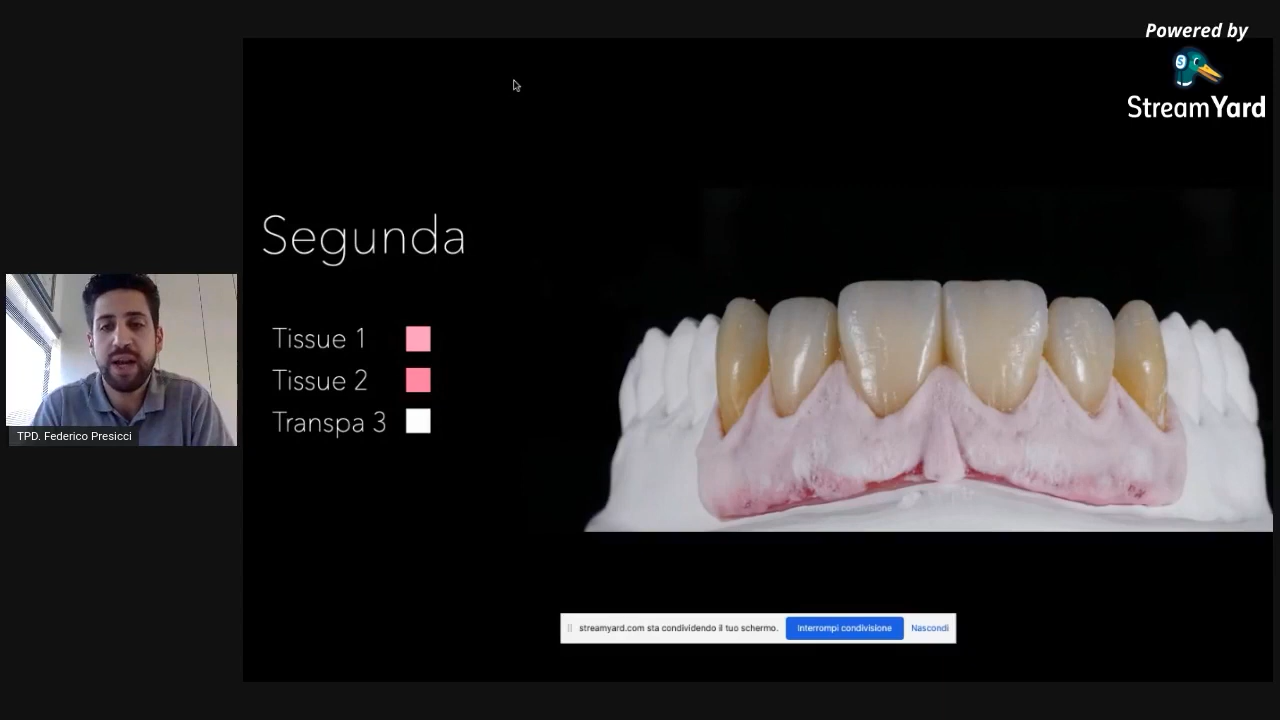 Powered by
StreamYard
Segunda
Tissue 1
Tissue 2
Transpa 3
TPD. Federico Presicci
streamyard.com sta condividendo il tuo schermo.
Interrompi condivisione
Nascondi